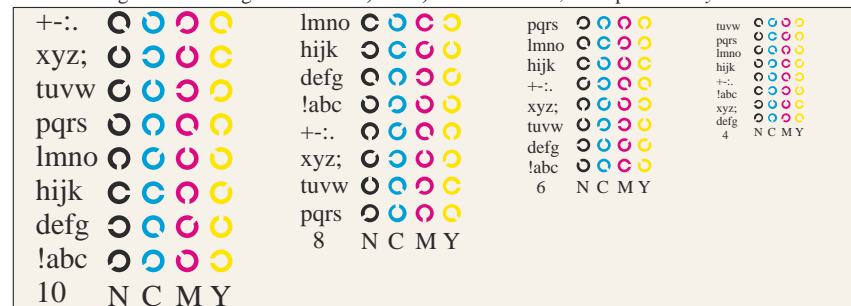 +-:.
xyz;
tuvw
pqrs
lmno
hijk
defg
!abc
10 N C M Y
lmno
hijk
defg
!abc
+-:.
xyz;
tuvw
pqrs
8 N C M Y
pqrs
lmno
hijk
+-:.
xyz;
tuvw
defg
!abc
6 N C M Y
tuvw
pqrs
lmno
hijk
+-:.
!abc
xyz;
defg
4 N C M Y